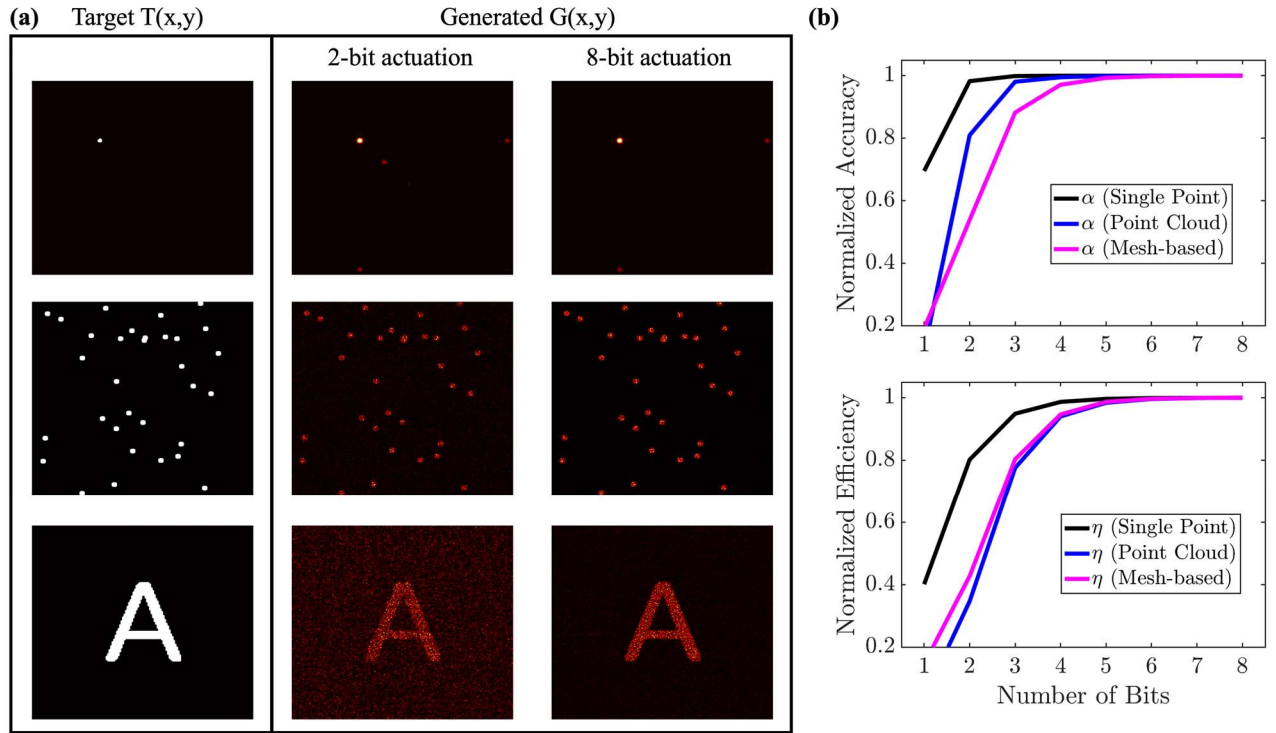 (a) Target T(x,y) Generated G(x,y)
2-bit actuation 8-bit actuation
A A A
(b)
Normalized Accuracy
1
0.8
0.6
0.4
0.2
α (Single Point)
α (Point Cloud)
α (Mesh-based)
1 2 3 4 5 6 7 8
Normalized Efficiency
1
0.8
0.6
0.4
0.2
η (Single Point)
η (Point Cloud)
η (Mesh-based)
1 2 3 4 5 6 7 8
Number of Bits